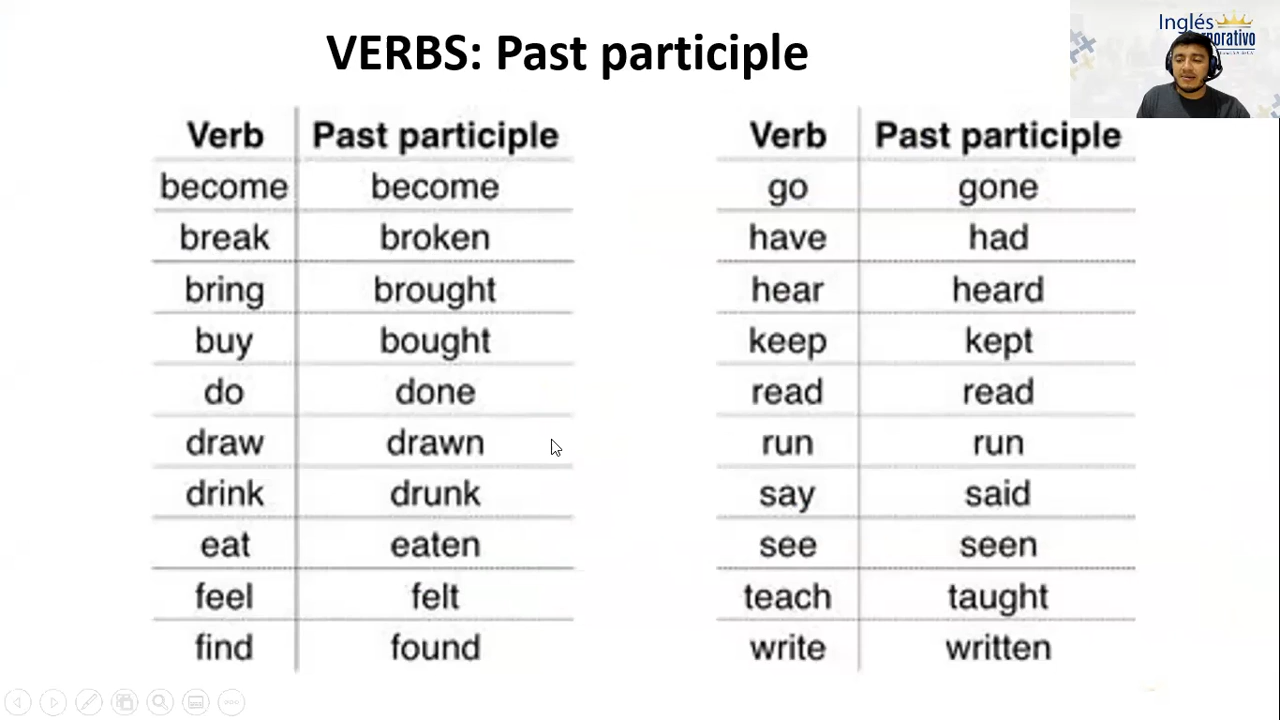 VERBS: Past participle
Inglés
Verb Past participle
become become
break broken
bring brought
buy bought
do done
draw drawn
drink drunk
eat eaten
feel felt
find found
Verb Past participle
go gone
have had
hear heard
keep kept
read read
run run
say said
see seen
teach taught
write written